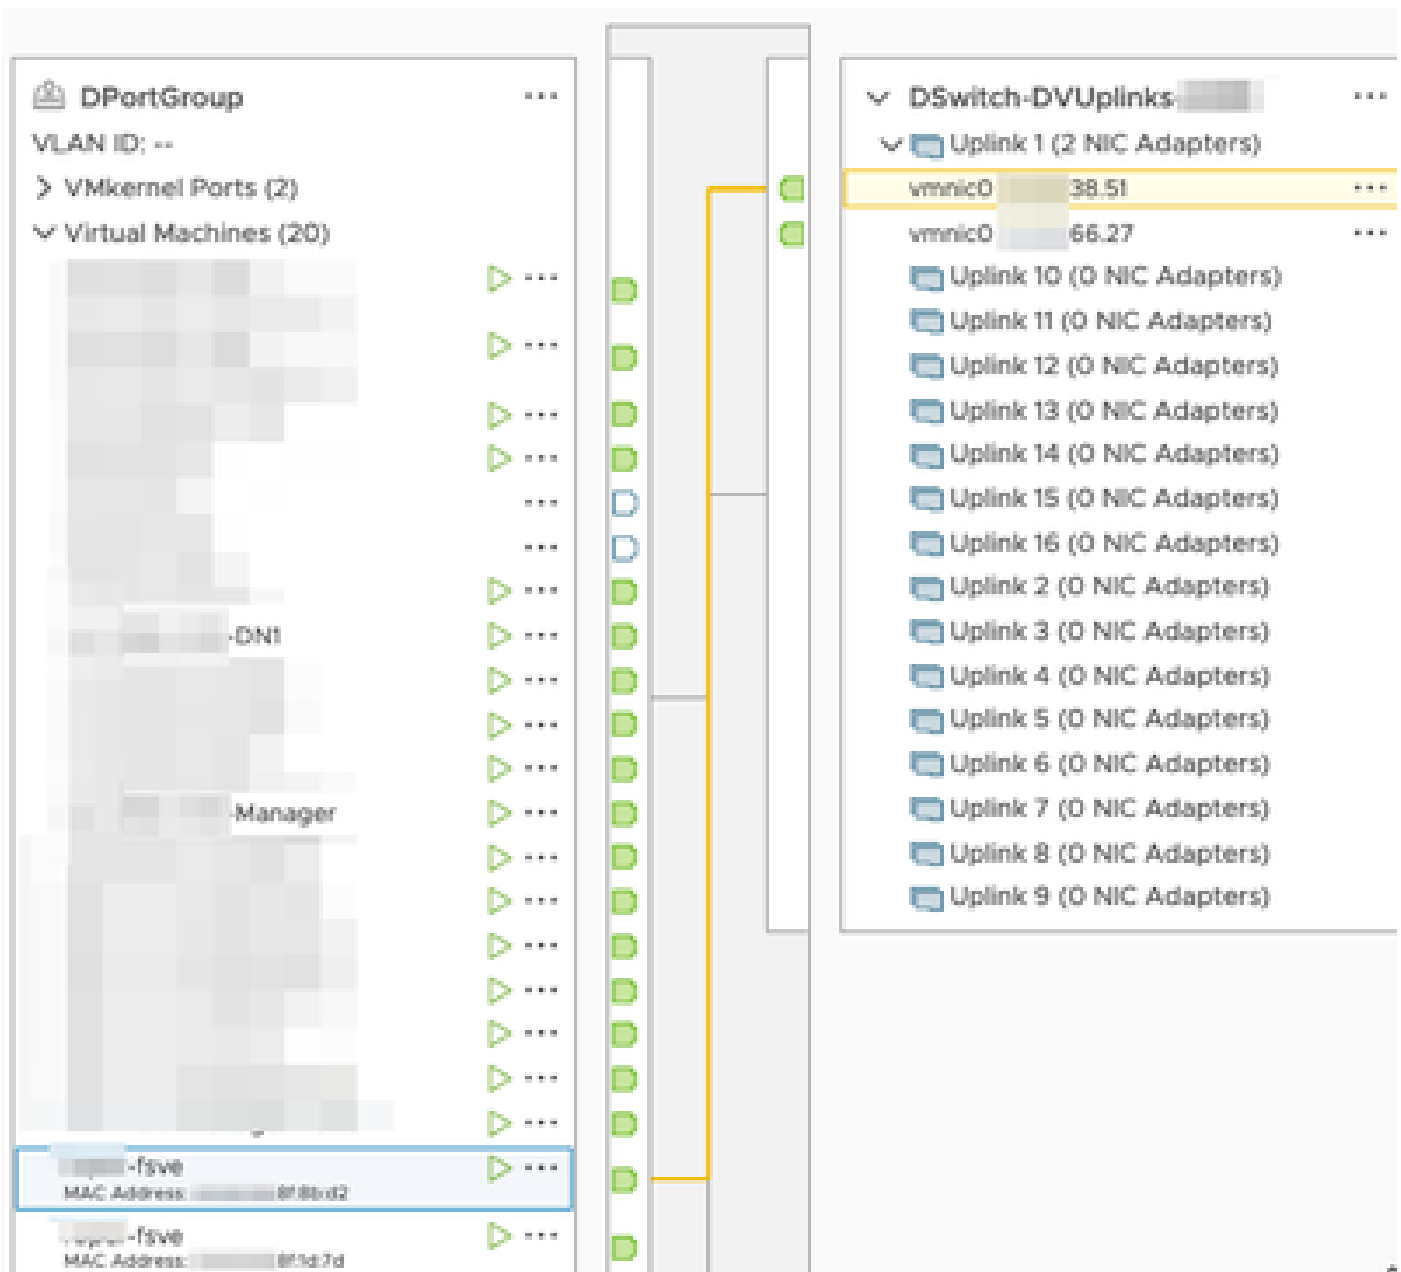 DPortGroup
VLAN ID: --
VMkernel Ports (2)
Virtual Machines (20)
-DN1
-Manager
-fsve
MAC Address: 8f:8b:d2
-fsve
MAC Address: 8f:1d:7d
DSwitch-DVUplinks-
Uplink 1 (2 NIC Adapters)
vmnic0 38.51
vmnic0 66.27
Uplink 10 (0 NIC Adapters)
Uplink 11 (0 NIC Adapters)
Uplink 12 (0 NIC Adapters)
Uplink 13 (0 NIC Adapters)
Uplink 14 (0 NIC Adapters)
Uplink 15 (0 NIC Adapters)
Uplink 16 (0 NIC Adapters)
Uplink 2 (0 NIC Adapters)
Uplink 3 (0 NIC Adapters)
Uplink 4 (0 NIC Adapters)
Uplink 5 (0 NIC Adapters)
Uplink 6 (0 NIC Adapters)
Uplink 7 (0 NIC Adapters)
Uplink 8 (0 NIC Adapters)
Uplink 9 (0 NIC Adapters)